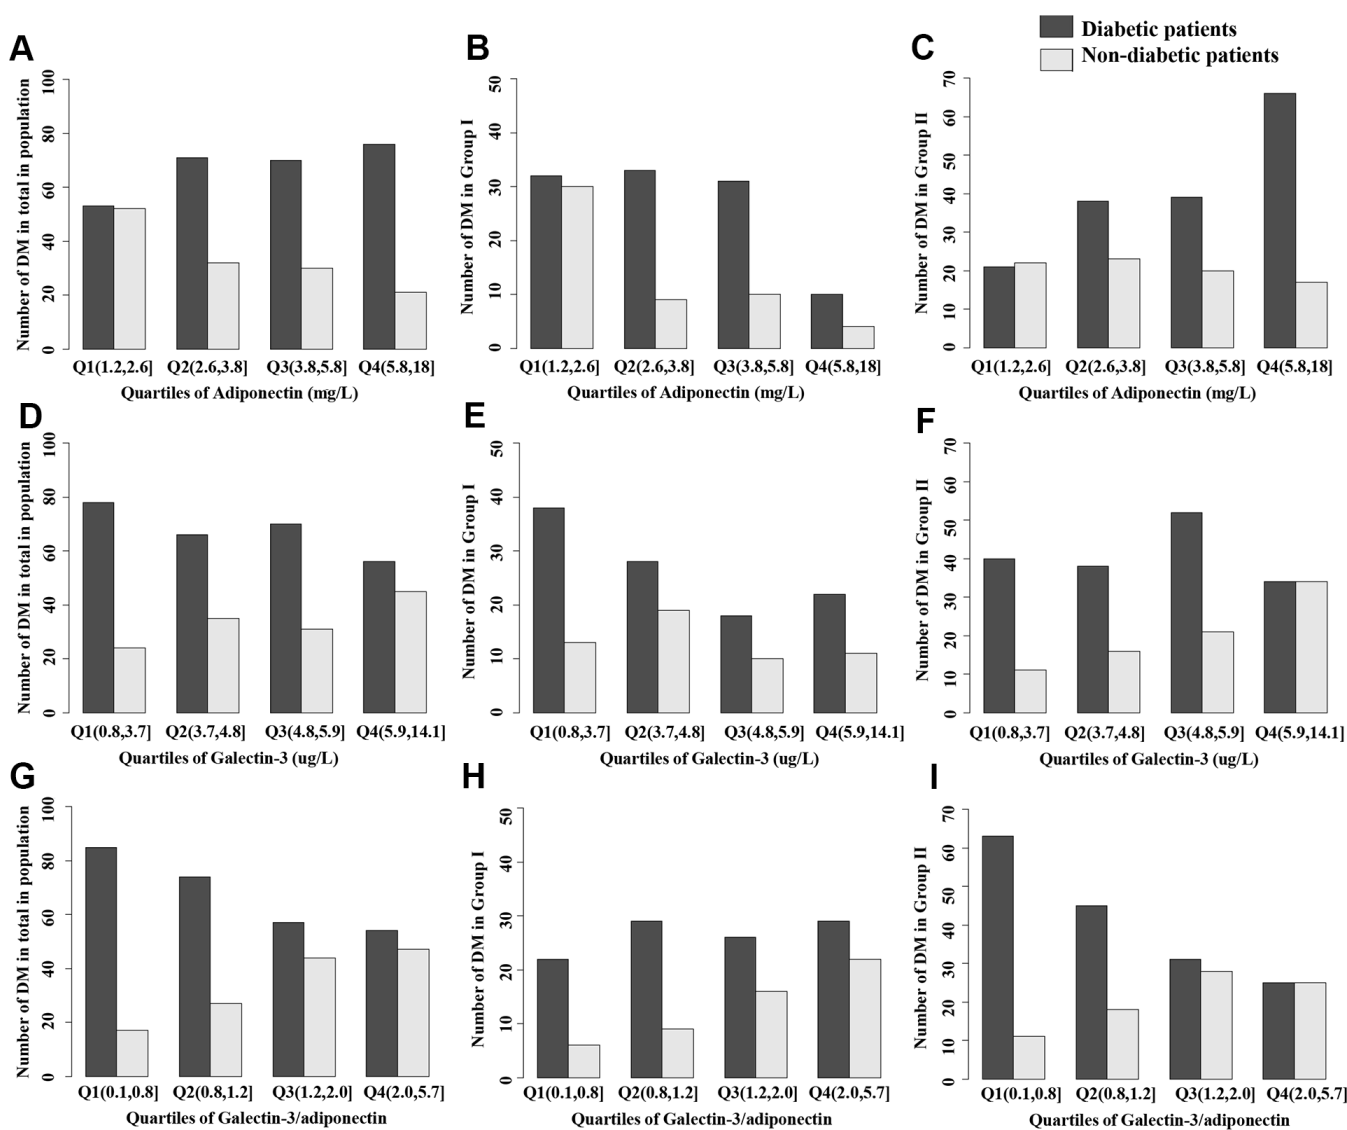 Diabetic patients
Non-diabetic patients
A
Number of DM in total in population
0 20 40 60 80 100
Q1(1.2,2.6] Q2(2.6,3.8] Q3(3.8,5.8] Q4(5.8,18]
Quartiles of Adiponectin (mg/L)
B
Number of DM in Group I
0 10 20 30 40 50
Q1(1.2,2.6] Q2(2.6,3.8] Q3(3.8,5.8] Q4(5.8,18]
Quartiles of Adiponectin (mg/L)
C
Number of DM in Group II
0 10 20 30 40 50 60 70
Q1(1.2,2.6] Q2(2.6,3.8] Q3(3.8,5.8] Q4(5.8,18]
Quartiles of Adiponectin (mg/L)
D
Number of DM in total in population
0 20 40 60 80 100
Q1(0.8,3.7] Q2(3.7,4.8] Q3(4.8,5.9] Q4(5.9,14.1]
Quartiles of Galectin-3 (ug/L)
E
Number of DM in Group I
0 10 20 30 40 50
Q1(0.8,3.7] Q2(3.7,4.8] Q3(4.8,5.9] Q4(5.9,14.1]
Quartiles of Galectin-3 (ug/L)
F
Number of DM in Group II
0 10 20 30 40 50 60 70
Q1(0.8,3.7] Q2(3.7,4.8] Q3(4.8,5.9] Q4(5.9,14.1]
Quartiles of Galectin-3 (ug/L)
G
Number of DM in total in population
0 20 40 60 80 100
Q1(0.1,0.8] Q2(0.8,1.2] Q3(1.2,2.0] Q4(2.0,5.7]
Quartiles of Galectin-3/adiponectin
H
Number of DM in Group I
0 10 20 30 40 50
Q1(0.1,0.8] Q2(0.8,1.2] Q3(1.2,2.0] Q4(2.0,5.7]
Quartiles of Galectin-3/adiponectin
I
Number of DM in Group II
0 10 20 30 40 50 60 70
Q1(0.1,0.8] Q2(0.8,1.2] Q3(1.2,2.0] Q4(2.0,5.7]
Quartiles of Galectin-3/adiponectin